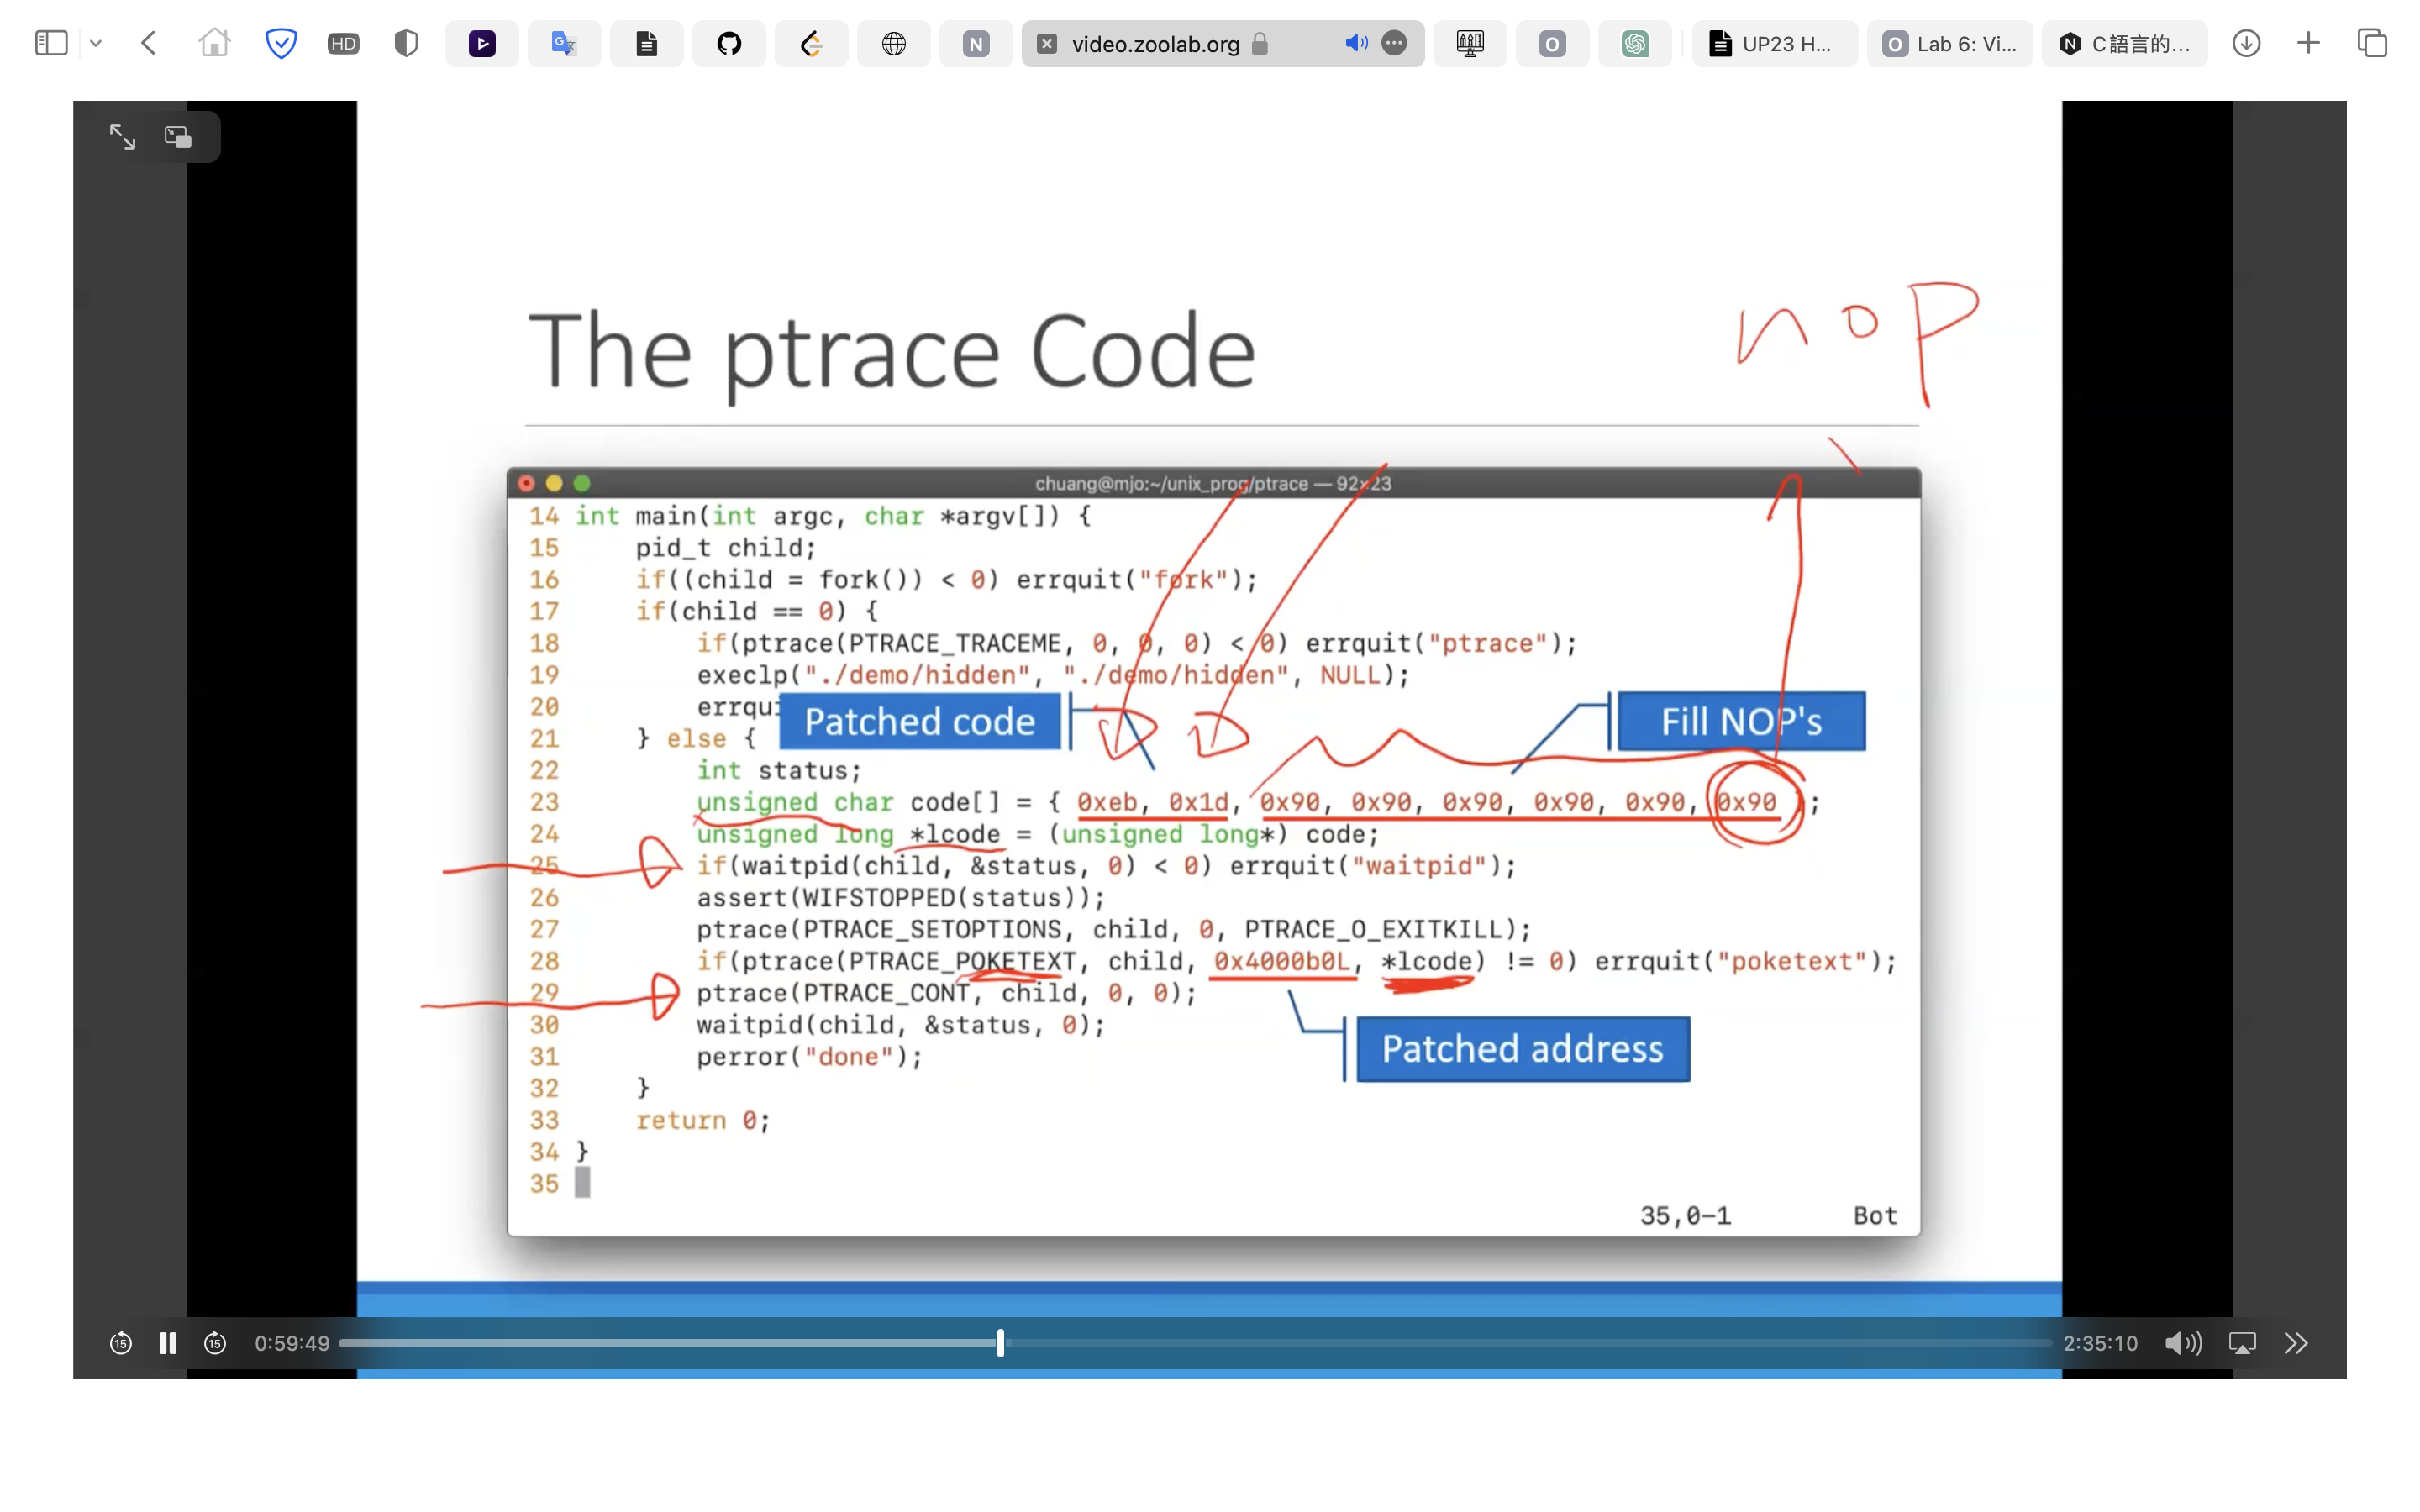 HD
N
video.zoolab.org
O
UP23 H...
O Lab 6: Vi...
N C語言的...
The ptrace Code
nop
chuang@mjo:~/unix_prog/ptrace — 92×23
14 int main(int argc, char *argv[]) {
15     pid_t child;
16     if((child = fork()) < 0) errquit("fork");
17     if(child == 0) {
18         if(ptrace(PTRACE_TRACEME, 0, 0, 0) < 0) errquit("ptrace");
19         execlp("./demo/hidden", "./demo/hidden", NULL);
20         errqui
Patched code
Fill NOP's
21     } else {
22         int status;
23         unsigned char code[] = { 0xeb, 0x1d, 0x90, 0x90, 0x90, 0x90, 0x90, 0x90 };
24         unsigned long *lcode = (unsigned long*) code;
25         if(waitpid(child, &status, 0) < 0) errquit("waitpid");
26         assert(WIFSTOPPED(status));
27         ptrace(PTRACE_SETOPTIONS, child, 0, PTRACE_O_EXITKILL);
28         if(ptrace(PTRACE_POKETEXT, child, 0x4000b0L, *lcode) != 0) errquit("poketext");
29         ptrace(PTRACE_CONT, child, 0, 0);
30         waitpid(child, &status, 0);
31         perror("done");
Patched address
32     }
33     return 0;
34 }
35
35,0-1 Bot
15
15
0:59:49
2:35:10